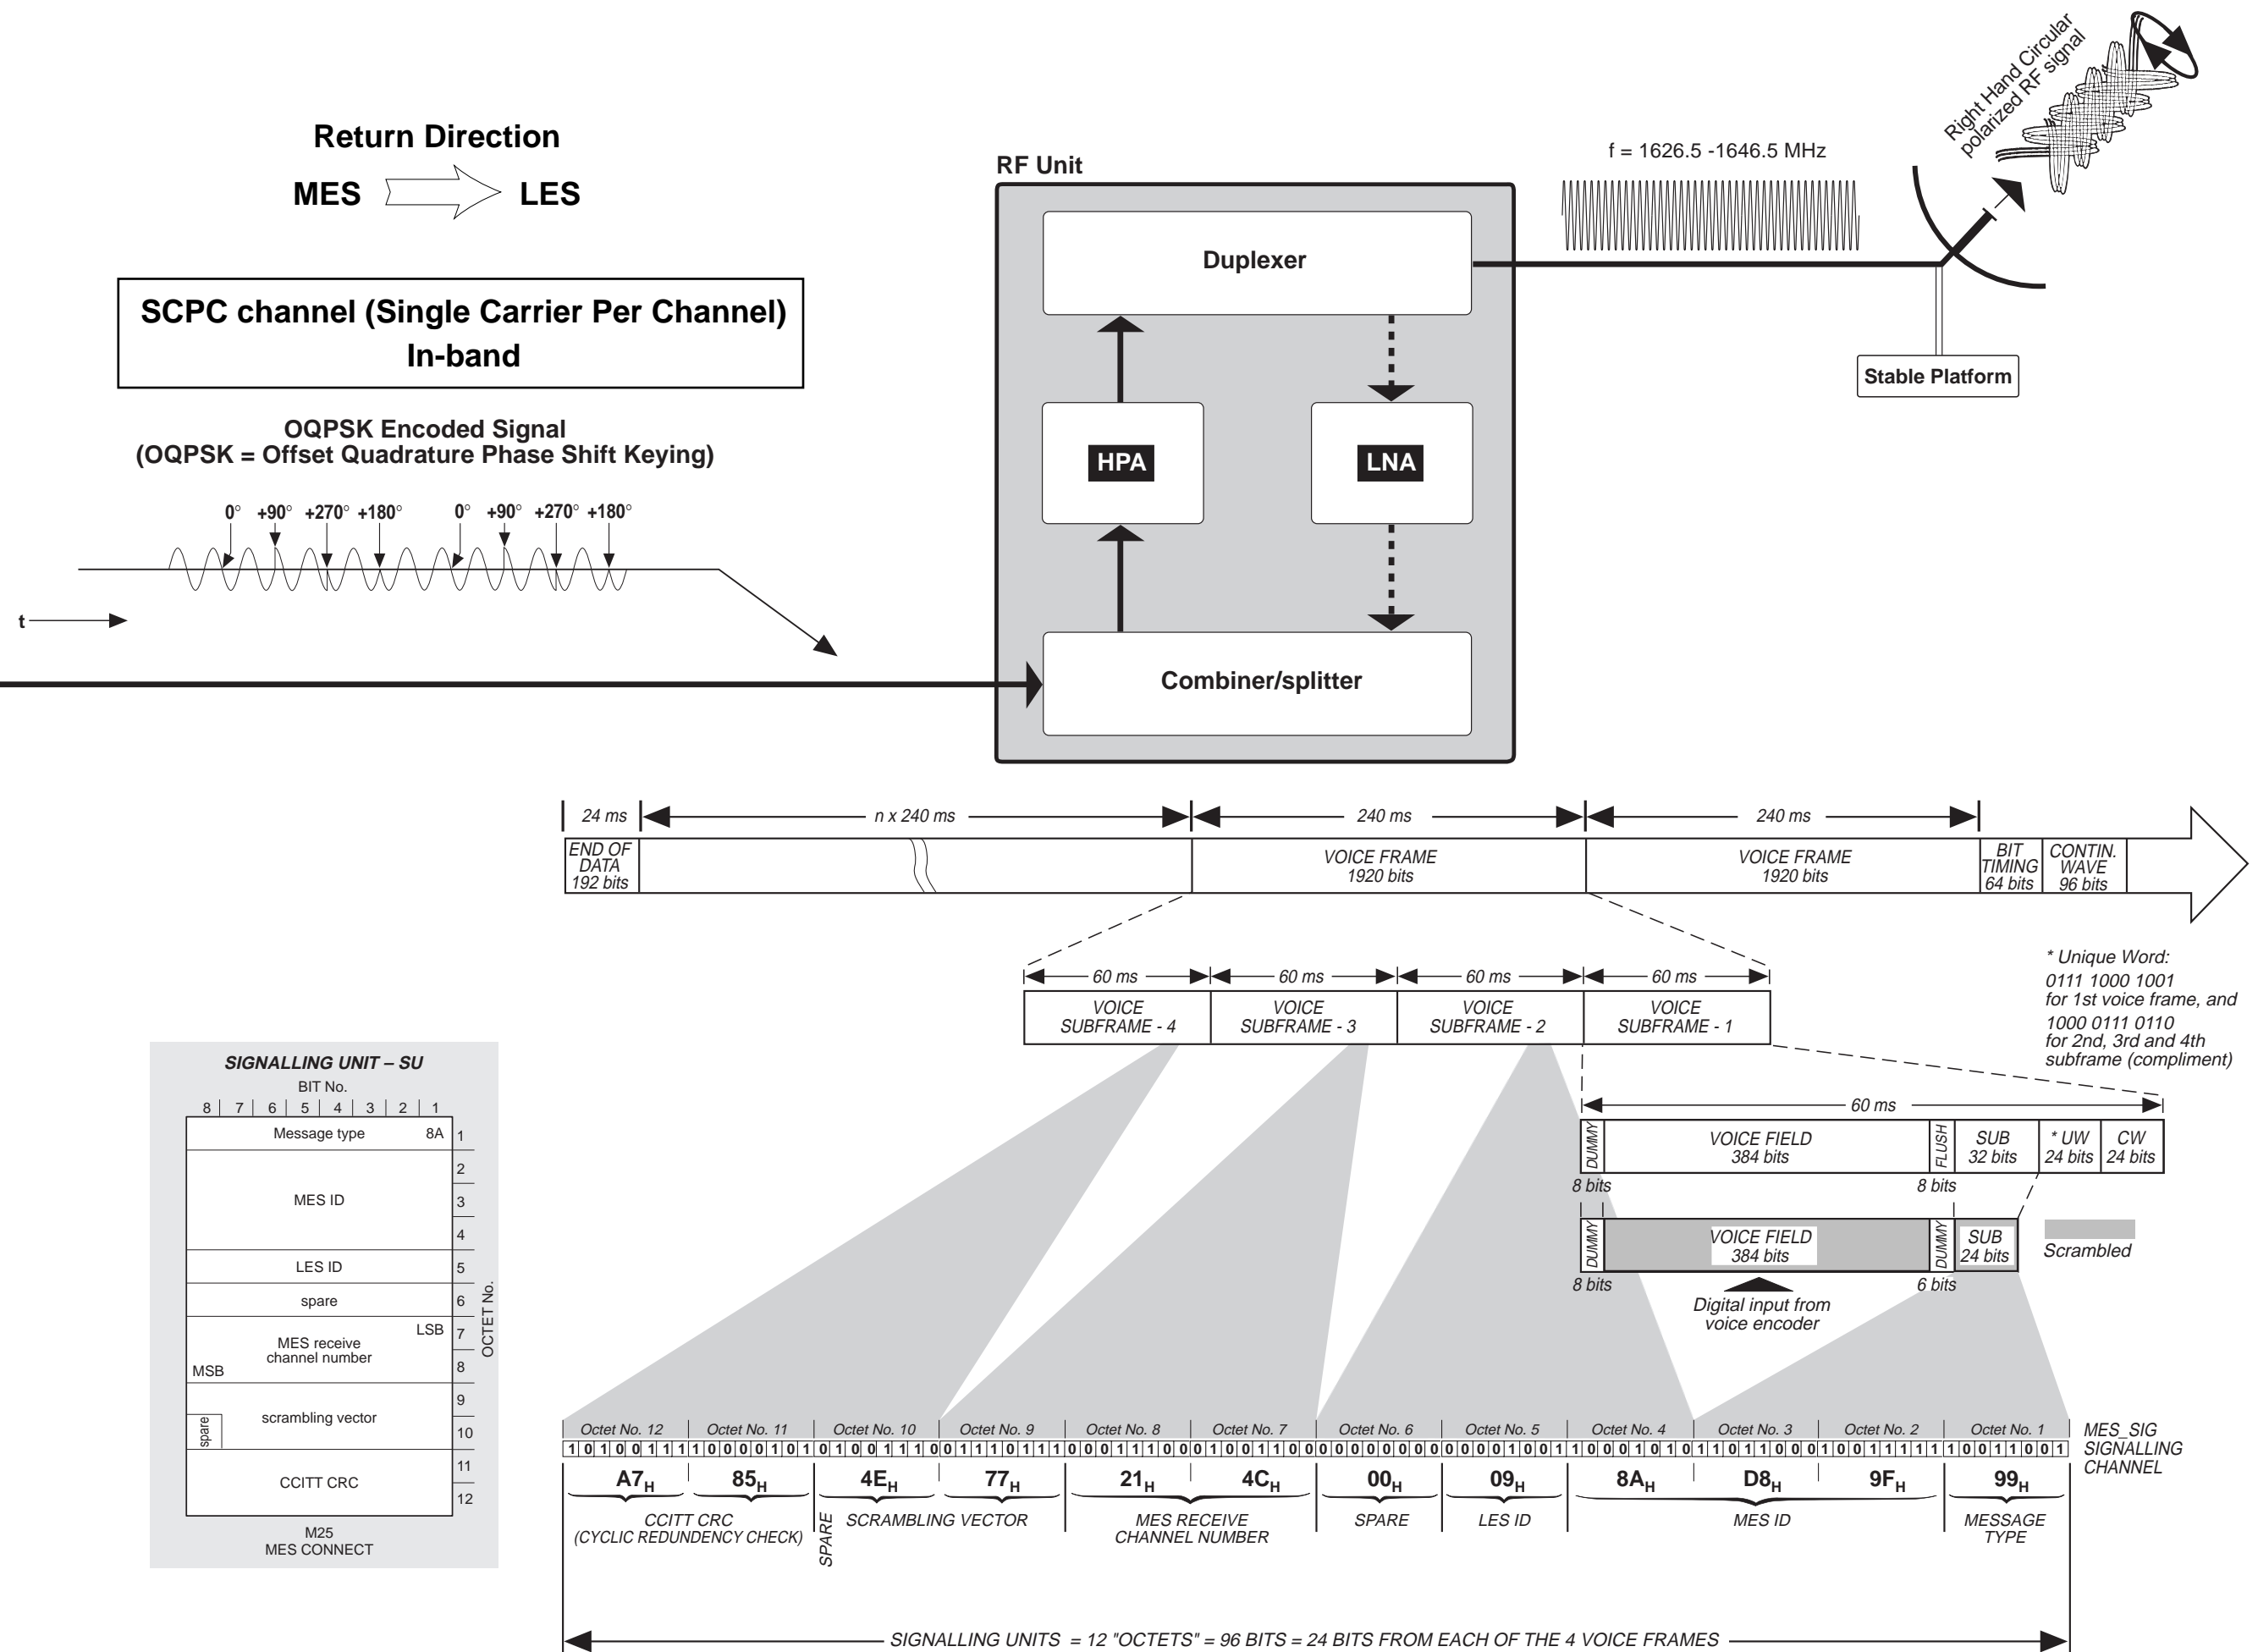 Return Direction
MES LES
SCPC channel (Single Carrier Per Channel)
In-band
OQPSK Encoded Signal
(OQPSK = Offset Quadrature Phase Shift Keying)
0° +90° +270° +180° 0° +90° +270° +180°
t
RF Unit
Duplexer
HPA
LNA
Combiner/splitter
f = 1626.5 -1646.5 MHz
Right Hand Circular
polarized RF signal
Stable Platform
24 ms n x 240 ms 240 ms 240 ms
END OF
DATA
192 bits
VOICE FRAME
1920 bits
VOICE FRAME
1920 bits
BIT
TIMING
64 bits
CONTIN.
WAVE
96 bits
60 ms 60 ms 60 ms 60 ms
VOICE
SUBFRAME - 4
VOICE
SUBFRAME - 3
VOICE
SUBFRAME - 2
VOICE
SUBFRAME - 1
* Unique Word:
0111 1000 1001
for 1st voice frame, and
1000 0111 0110
for 2nd, 3rd and 4th
subframe (compliment)
60 ms
DUMMY
VOICE FIELD
384 bits
FLUSH
SUB
32 bits
* UW
24 bits
CW
24 bits
8 bits 8 bits
DUMMY
VOICE FIELD
384 bits
DUMMY
SUB
24 bits
8 bits 6 bits
Scrambled
Digital input from
voice encoder
SIGNALLING UNIT – SU
BIT No.
8 7 6 5 4 3 2 1
Message type 8A 1
2
MES ID 3
4
LES ID 5
spare 6
LSB 7
MES receive
channel number
MSB 8
9
scrambling vector
spare 10
11
CCITT CRC
12
OCTET No.
M25
MES CONNECT
Octet No. 12 Octet No. 11 Octet No. 10 Octet No. 9 Octet No. 8 Octet No. 7 Octet No. 6 Octet No. 5 Octet No. 4 Octet No. 3 Octet No. 2 Octet No. 1
1 0 1 0 0 1 1 1 1 0 0 0 0 1 0 1 0 1 0 0 1 1 1 0 0 1 1 1 0 1 1 1 0 0 0 1 1 1 0 0 0 1 0 0 1 1 0 0 0 0 0 0 0 0 0 0 0 0 0 0 1 0 1 1 1 0 0 0 1 0 1 0 1 1 0 1 1 0 0 0 1 0 0 1 1 1 1 1 1 0 0 1 1 0 0 1
MES_SIG
SIGNALLING
CHANNEL
A7H 85H 4EH 77H 21H 4CH 00H 09H 8AH D8H 9FH 99H
CCITT CRC
(CYCLIC REDUNDENCY CHECK)
SPARE
SCRAMBLING VECTOR
MES RECEIVE
CHANNEL NUMBER
SPARE
LES ID
MES ID
MESSAGE
TYPE
SIGNALLING UNITS = 12 "OCTETS" = 96 BITS = 24 BITS FROM EACH OF THE 4 VOICE FRAMES